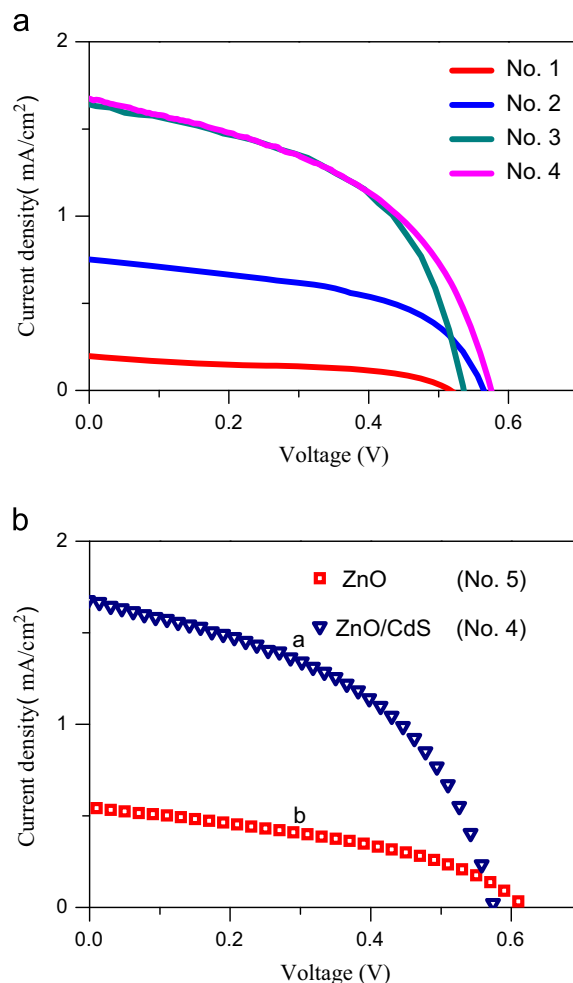 a
2
No. 1
No. 2
No. 3
No. 4
1
0
0.0 0.2 0.4 0.6
Current density( mA/cm²)
Voltage (V)
b
2
ZnO (No. 5)
ZnO/CdS (No. 4)
a
1
b
0
0.0 0.2 0.4 0.6
Current density( mA/cm²)
Voltage (V)